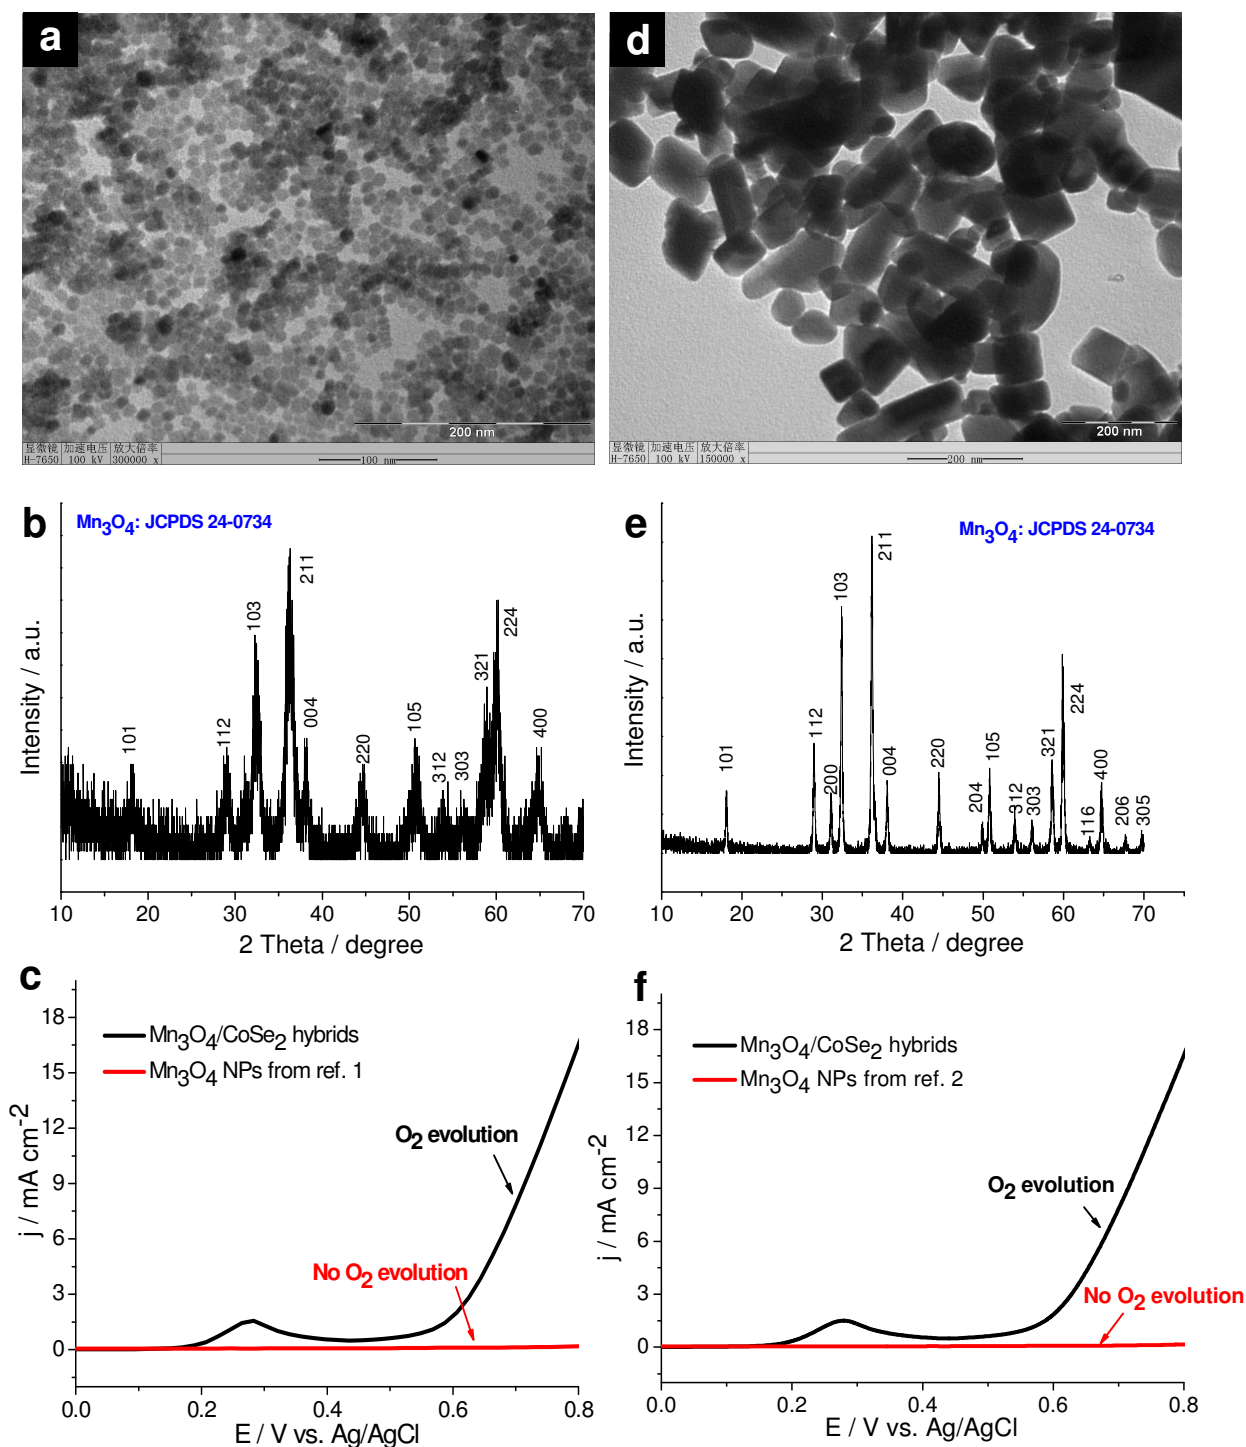 a
200 nm
显微镜 加速电压 放大倍率
H-7650 100 kV 300000 x 100 nm
d
200 nm
显微镜 加速电压 放大倍率
H-7650 100 kV 150000 x 200 nm
b
Mn3O4: JCPDS 24-0734
Intensity / a.u.
101
112
103
211
004
220
105
312
303
321
224
400
10 20 30 40 50 60 70
2 Theta / degree
e
Mn3O4: JCPDS 24-0734
Intensity / a.u.
101
112
200
103
211
004
220
204
105
312
303
321
224
116
400
206
305
10 20 30 40 50 60 70
2 Theta / degree
c
Mn3O4/CoSe2 hybrids
Mn3O4 NPs from ref. 1
O2 evolution
No O2 evolution
j / mA cm-2
18
15
12
9
6
3
0
0.0 0.2 0.4 0.6 0.8
E / V vs. Ag/AgCl
f
Mn3O4/CoSe2 hybrids
Mn3O4 NPs from ref. 2
O2 evolution
No O2 evolution
j / mA cm-2
18
15
12
9
6
3
0
0.0 0.2 0.4 0.6 0.8
E / V vs. Ag/AgCl